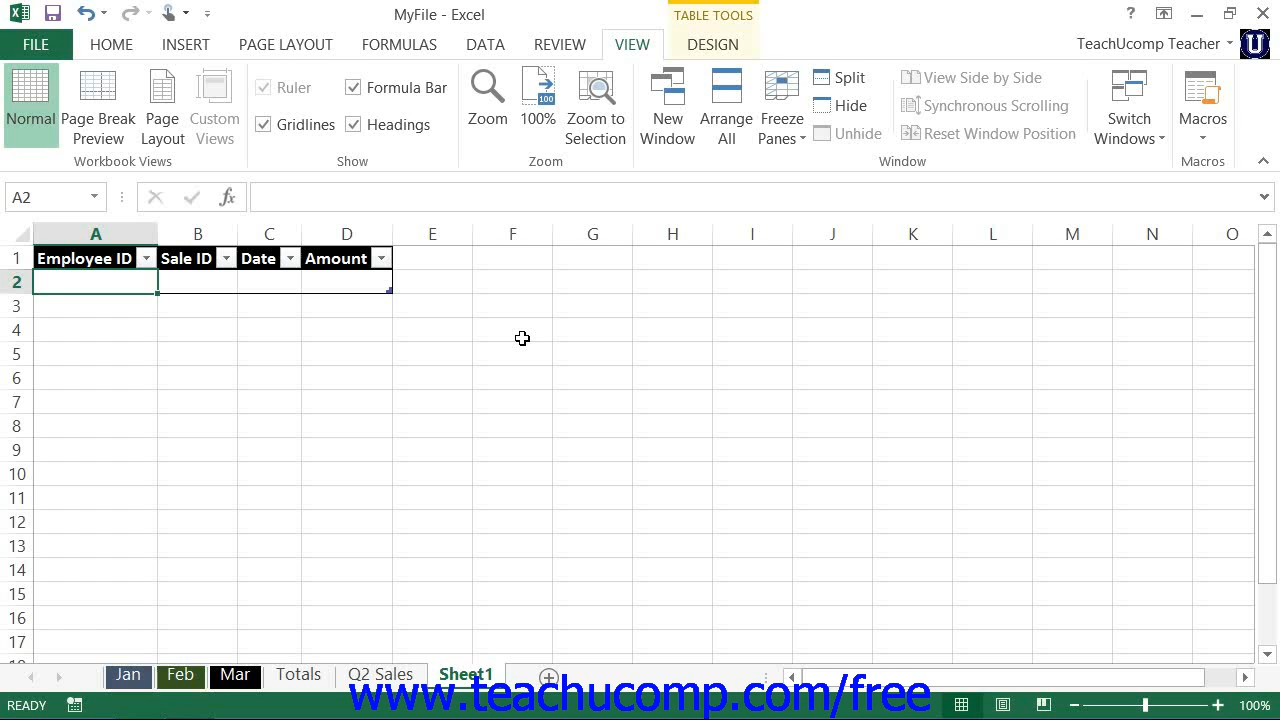 MyFile - Excel
TABLE TOOLS
?
FILE HOME INSERT PAGE LAYOUT FORMULAS DATA REVIEW VIEW DESIGN TeachUcomp Teacher
Normal
Page Break Preview
Page Layout
Custom Views
Workbook Views
Ruler
Formula Bar
Gridlines
Headings
Show
Zoom
100
100%
Zoom to Selection
Zoom
New Window
Arrange All
Freeze Panes
Split
Hide
Unhide
View Side by Side
Synchronous Scrolling
Reset Window Position
Switch Windows
Window
Macros
Macros
A2
fx
A B C D E F G H I J K L M N O
1 Employee ID Sale ID Date Amount
2
3
4
5
6
7
8
9
10
11
12
13
14
15
16
17
Jan Feb Mar Totals Q2 Sales Sheet1
www.teachucomp.com/free
READY 100%